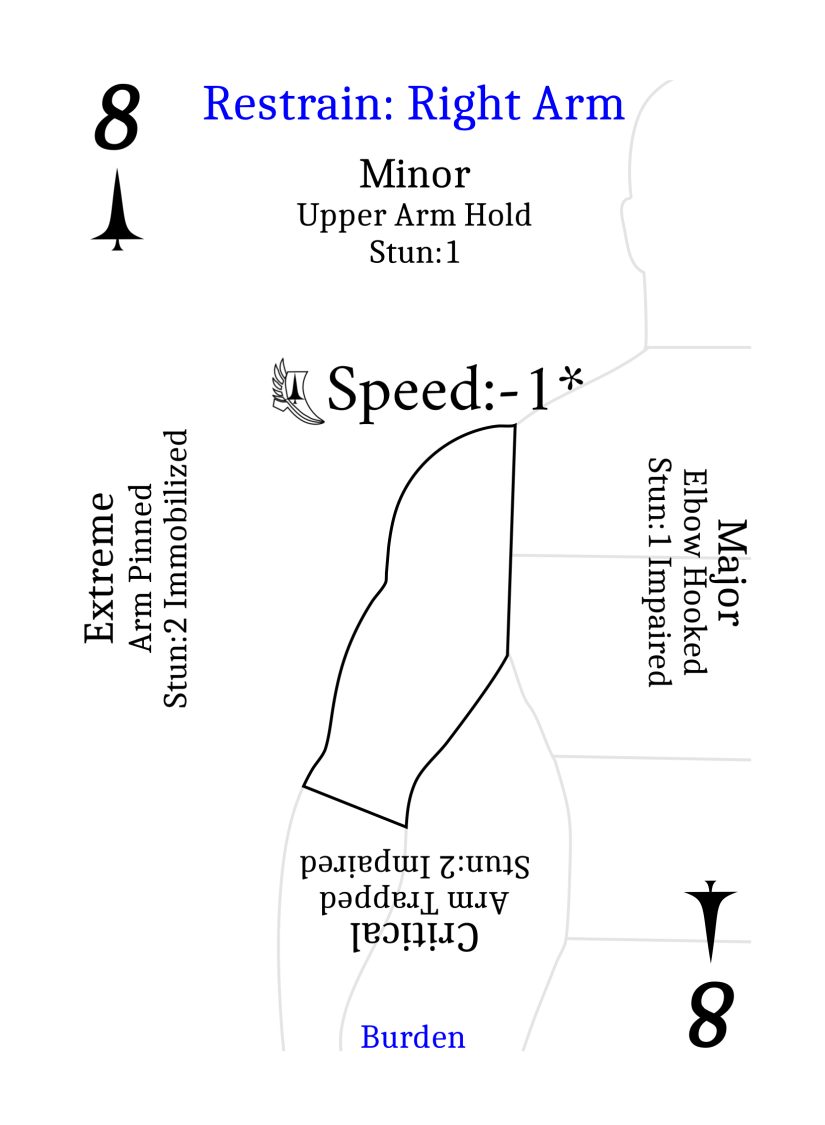 8
Restrain: Right Arm
Minor
Upper Arm Hold
Stun:1
Speed:-1*
Extreme
Arm Pinned
Stun:2 Immobilized
Major
Elbow Hooked
Stun:1 Impaired
Critical
Arm Trapped
Stun:2 Impaired
Burden
8